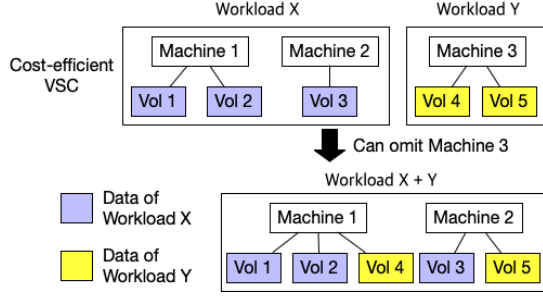 Workload X
Workload Y
Cost-efficient
VSC
Machine 1
Machine 2
Machine 3
Vol 1
Vol 2
Vol 3
Vol 4
Vol 5
Can omit Machine 3
Workload X + Y
Data of
Workload X
Data of
Workload Y
Machine 1
Machine 2
Vol 1
Vol 2
Vol 4
Vol 3
Vol 5